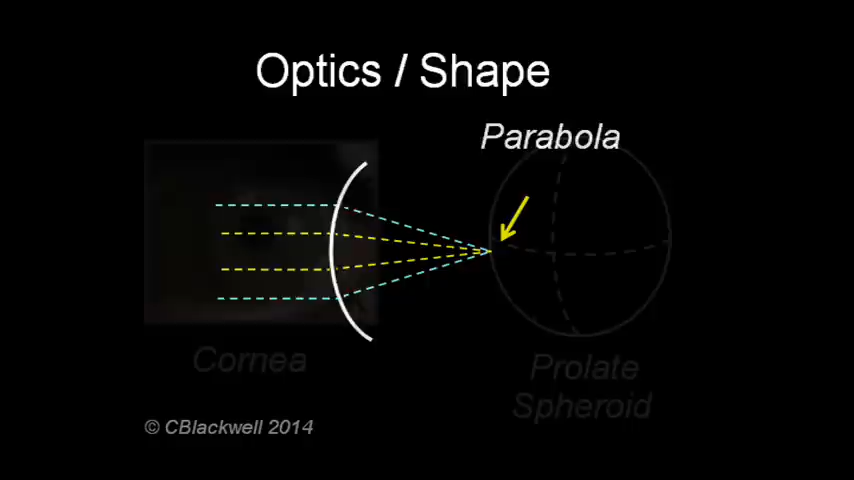 Optics / Shape
Parabola
Cornea
Prolate
Spheroid
© CBlackwell 2014